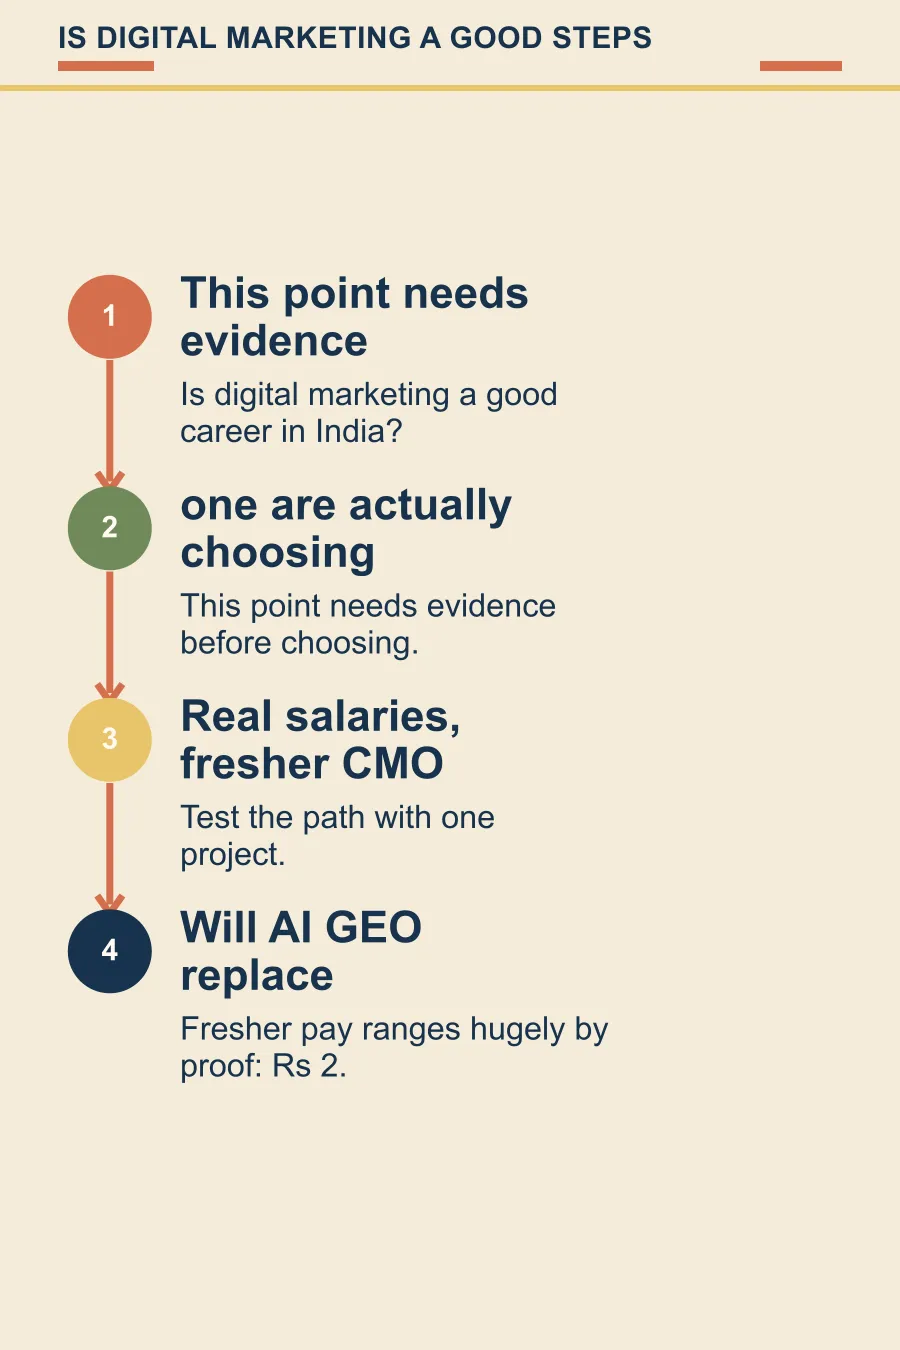 IS DIGITAL MARKETING A GOOD STEPS
1
This point needs
evidence
Is digital marketing a good
career in India?
2
one are actually
choosing
This point needs evidence
before choosing.
3
Real salaries,
fresher CMO
Test the path with one
project.
4
Will AI GEO
replace
Fresher pay ranges hugely by
proof: Rs 2.